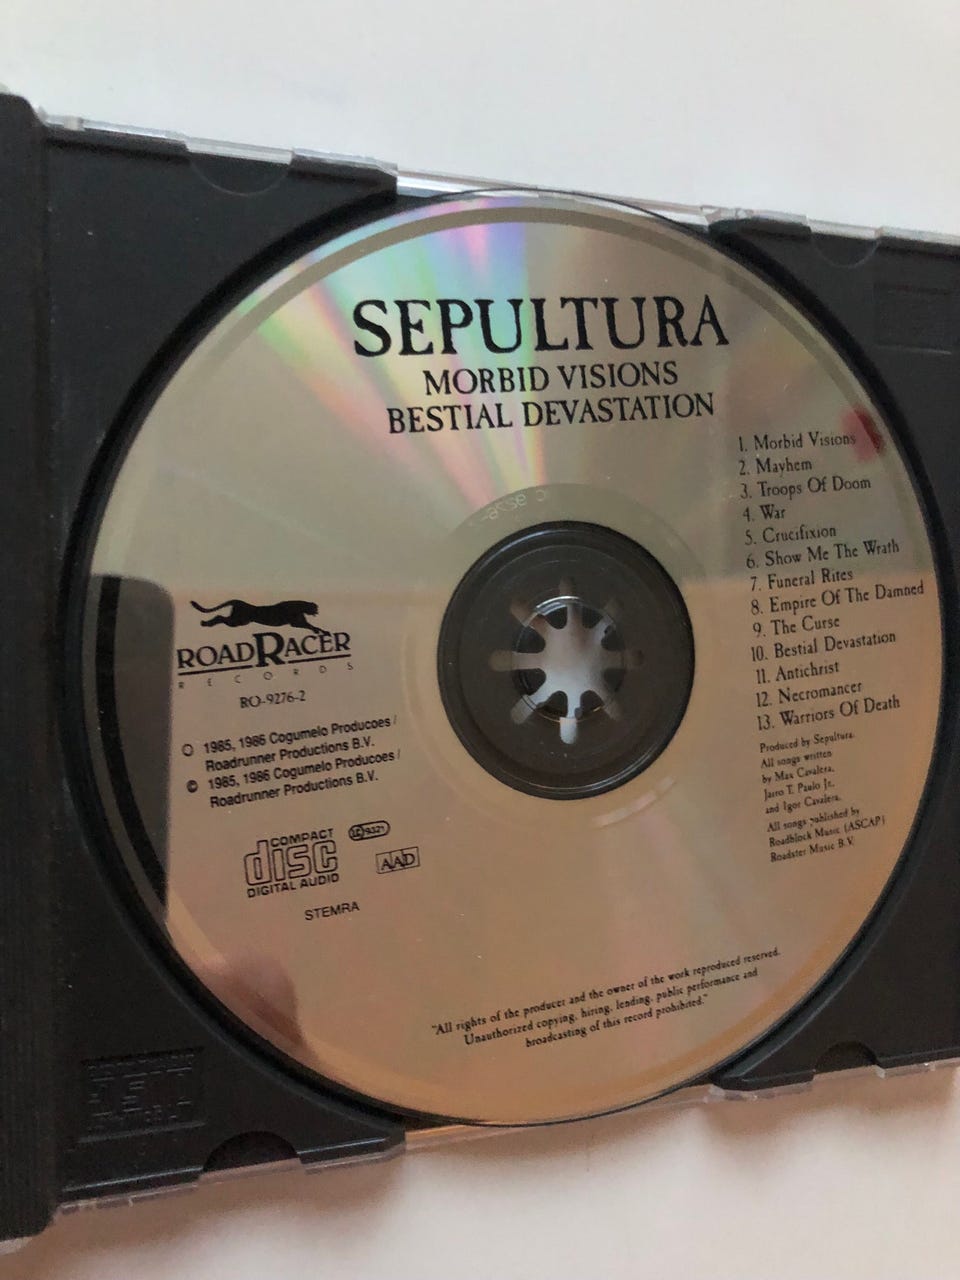 SEPULTURA
MORBID VISIONS
BESTIAL DEVASTATION
1. Morbid Visions
2. Mayhem
3. Troops Of Doom
4. War
5. Crucifixion
6. Show Me The Wrath
7. Funeral Rites
8. Empire Of The Damned
9. The Curse
10. Bestial Devastation
11. Antichrist
12. Necromancer
13. Warriors Of Death
Produced by Sepultura.
All songs written
by Max Cavalera,
Jairo T, Paulo Jr,
and Igor Cavalera.
All songs published by
Roadblock Music (ASCAP)
Roadster Music B.V.
ROADRACER
RECORDS
RO-9276-2
℗ 1985, 1986 Cogumelo Producoes /
Roadrunner Productions B.V.
© 1985, 1986 Cogumelo Producoes /
Roadrunner Productions B.V.
COMPACT
disc
DIGITAL AUDIO
LC 9321
AAD
STEMRA
"All rights of the producer and the owner of the work reproduced reserved.
Unauthorized copying, hiring, lending, public performance and
broadcasting of this record prohibited."